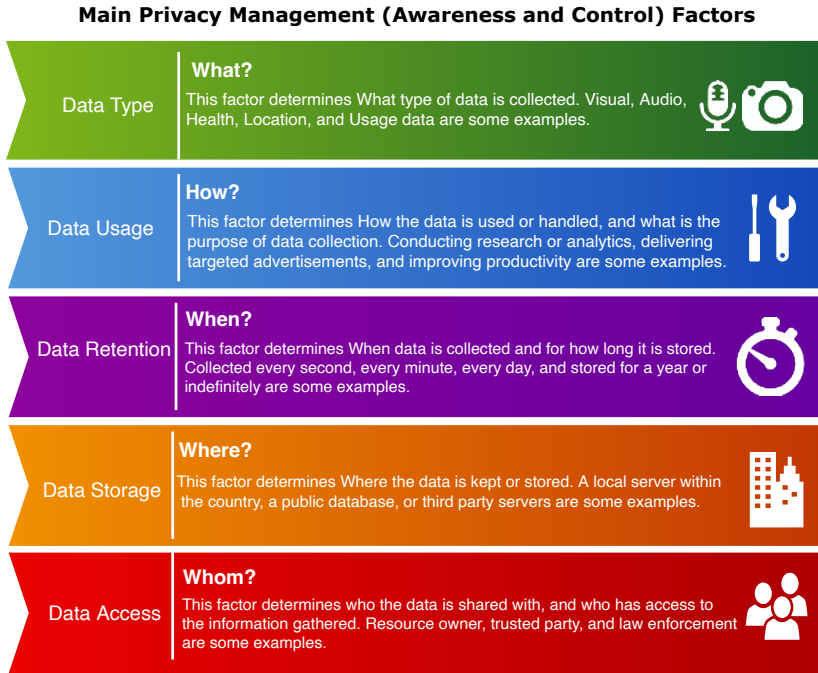 Main Privacy Management (Awareness and Control) Factors
Data Type
What?
This factor determines What type of data is collected. Visual, Audio,
Health, Location, and Usage data are some examples.
Data Usage
How?
This factor determines How the data is used or handled, and what is the
purpose of data collection. Conducting research or analytics, delivering
targeted advertisements, and improving productivity are some examples.
Data Retention
When?
This factor determines When data is collected and for how long it is stored.
Collected every second, every minute, every day, and stored for a year or
indefinitely are some examples.
Data Storage
Where?
This factor determines Where the data is kept or stored. A local server within
the country, a public database, or third party servers are some examples.
Data Access
Whom?
This factor determines who the data is shared with, and who has access to
the information gathered. Resource owner, trusted party, and law enforcement
are some examples.